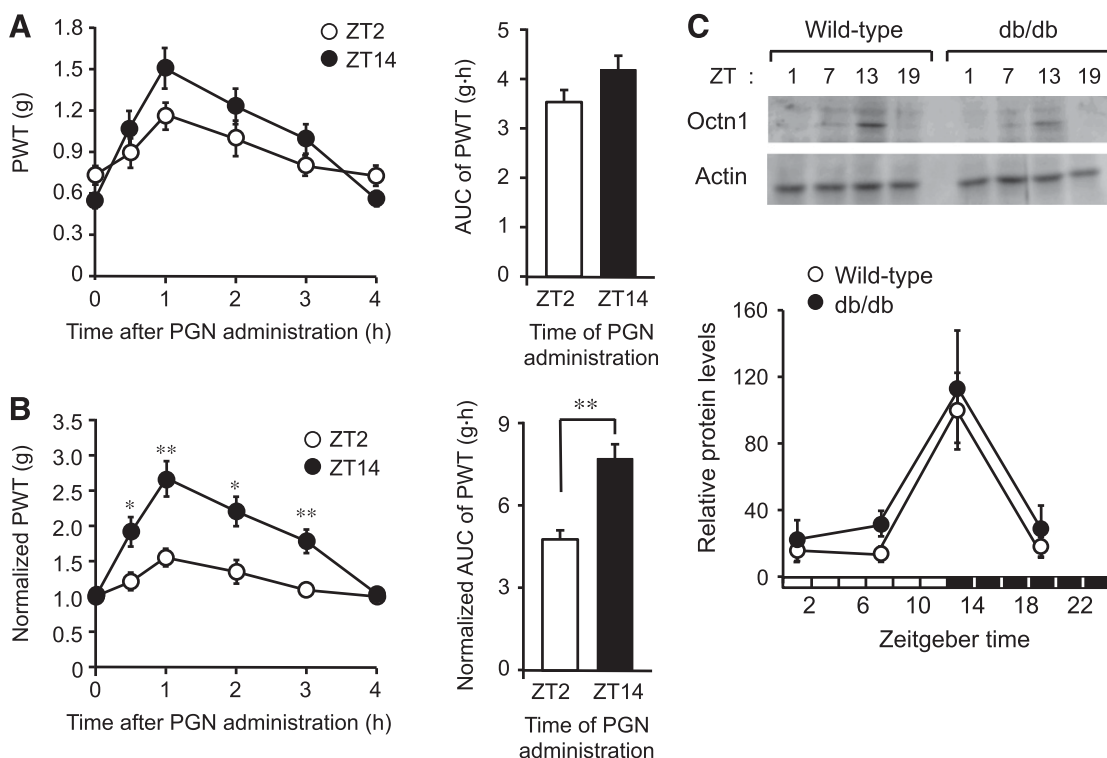 A
PWT (g)
1.8
1.5
1.2
0.9
0.6
0.3
0
ZT2
ZT14
0 1 2 3 4
Time after PGN administration (h)
AUC of PWT (g·h)
5
4
3
2
1
0
ZT2 ZT14
Time of PGN
administration
B
Normalized PWT (g)
3.5
3.0
2.5
2.0
1.5
1.0
0.5
0
ZT2
ZT14
*
**
*
**
0 1 2 3 4
Time after PGN administration (h)
Normalized AUC of PWT (g·h)
9
6
3
0
**
ZT2 ZT14
Time of PGN
administration
C
Wild-type db/db
ZT : 1 7 13 19 1 7 13 19
Octn1
Actin
Wild-type
db/db
Relative protein levels
160
120
80
40
0
2 6 10 14 18 22
Zeitgeber time